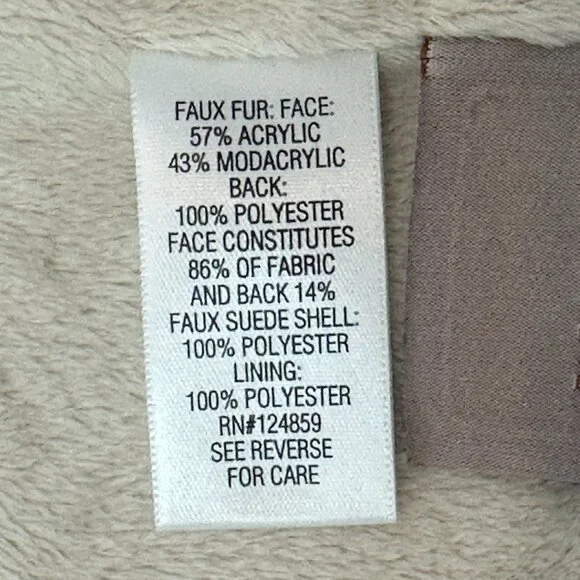 FAUX FUR: FACE:
57% ACRYLIC
43% MODACRYLIC
BACK:
100% POLYESTER
FACE CONSTITUTES
86% OF FABRIC
AND BACK 14%
FAUX SUEDE SHELL:
100% POLYESTER
LINING:
100% POLYESTER
RN#124859
SEE REVERSE
FOR CARE